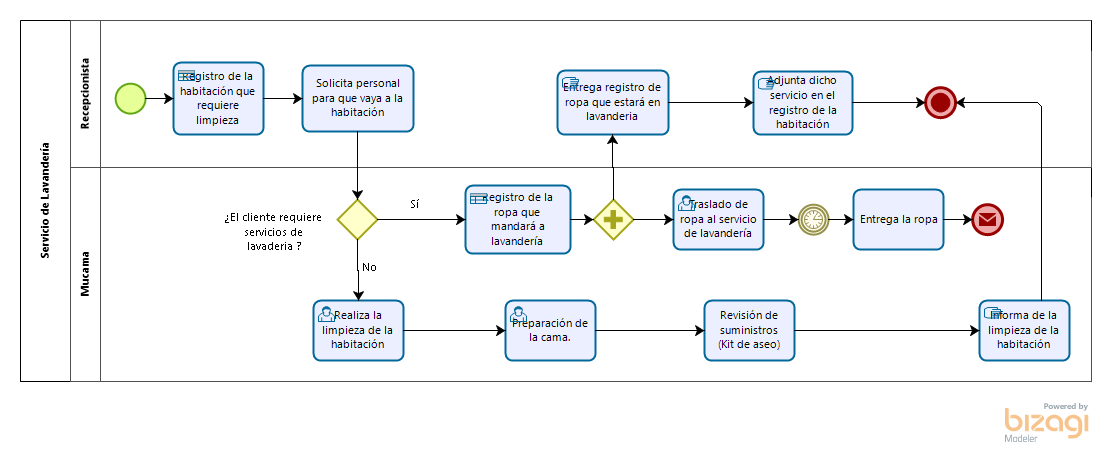 Servicio de Lavandería
Recepcionista
Registro de la
habitación que
requiere
limpieza
Solicita personal
para que vaya a la
habitación
Entrega registro de
ropa que estará en
lavanderia
Adjunta dicho
servicio en el
registro de la
habitación
Mucama
¿El cliente requiere
servicios de
lavaderia ?
Sí
Registro de la
ropa que
mandará a
lavandería
Traslado de
ropa al servicio
de lavandería
Entrega la ropa
No
Realiza la
limpieza de la
habitación
Preparación de
la cama.
Revisión de
suministros
(Kit de aseo)
Informa de la
limpieza de la
habitación
Powered by
bizagi
Modeler